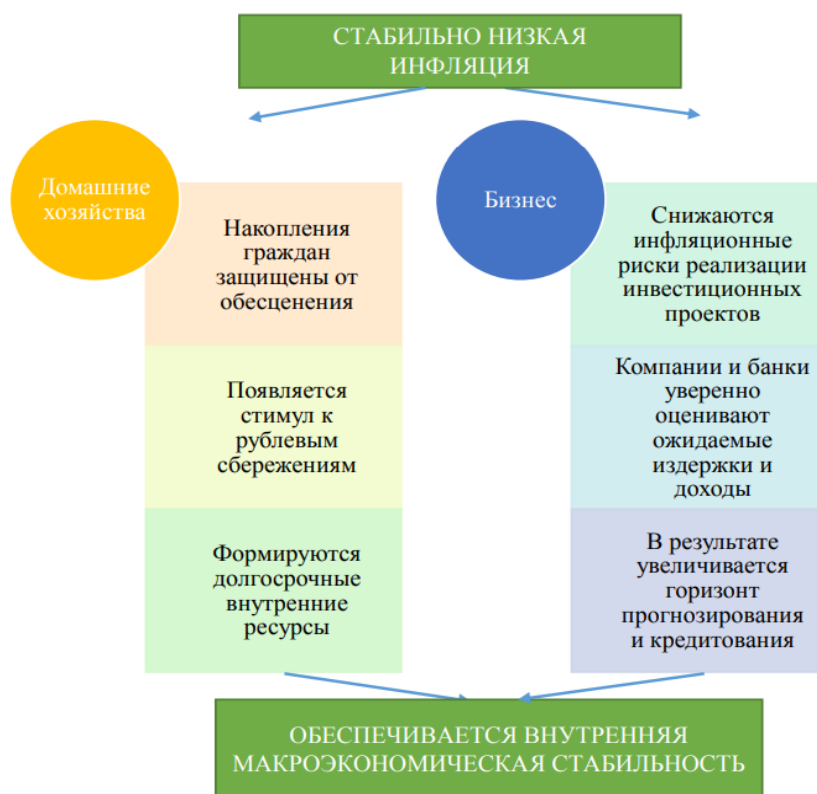 СТАБИЛЬНО НИЗКАЯ
ИНФЛЯЦИЯ
Домашние
хозяйства
Накопления
граждан
защищены от
обесценения
Появляется
стимул к
рублевым
сбережениям
Формируются
долгосрочные
внутренние
ресурсы
Бизнес
Снижаются
инфляционные
риски реализации
инвестиционных
проектов
Компании и банки
уверенно
оценивают
ожидаемые
издержки и
доходы
В результате
увеличивается
горизонт
прогнозирования
и кредитования
ОБЕСПЕЧИВАЕТСЯ ВНУТРЕННЯЯ
МАКРОЭКОНОМИЧЕСКАЯ СТАБИЛЬНОСТЬ